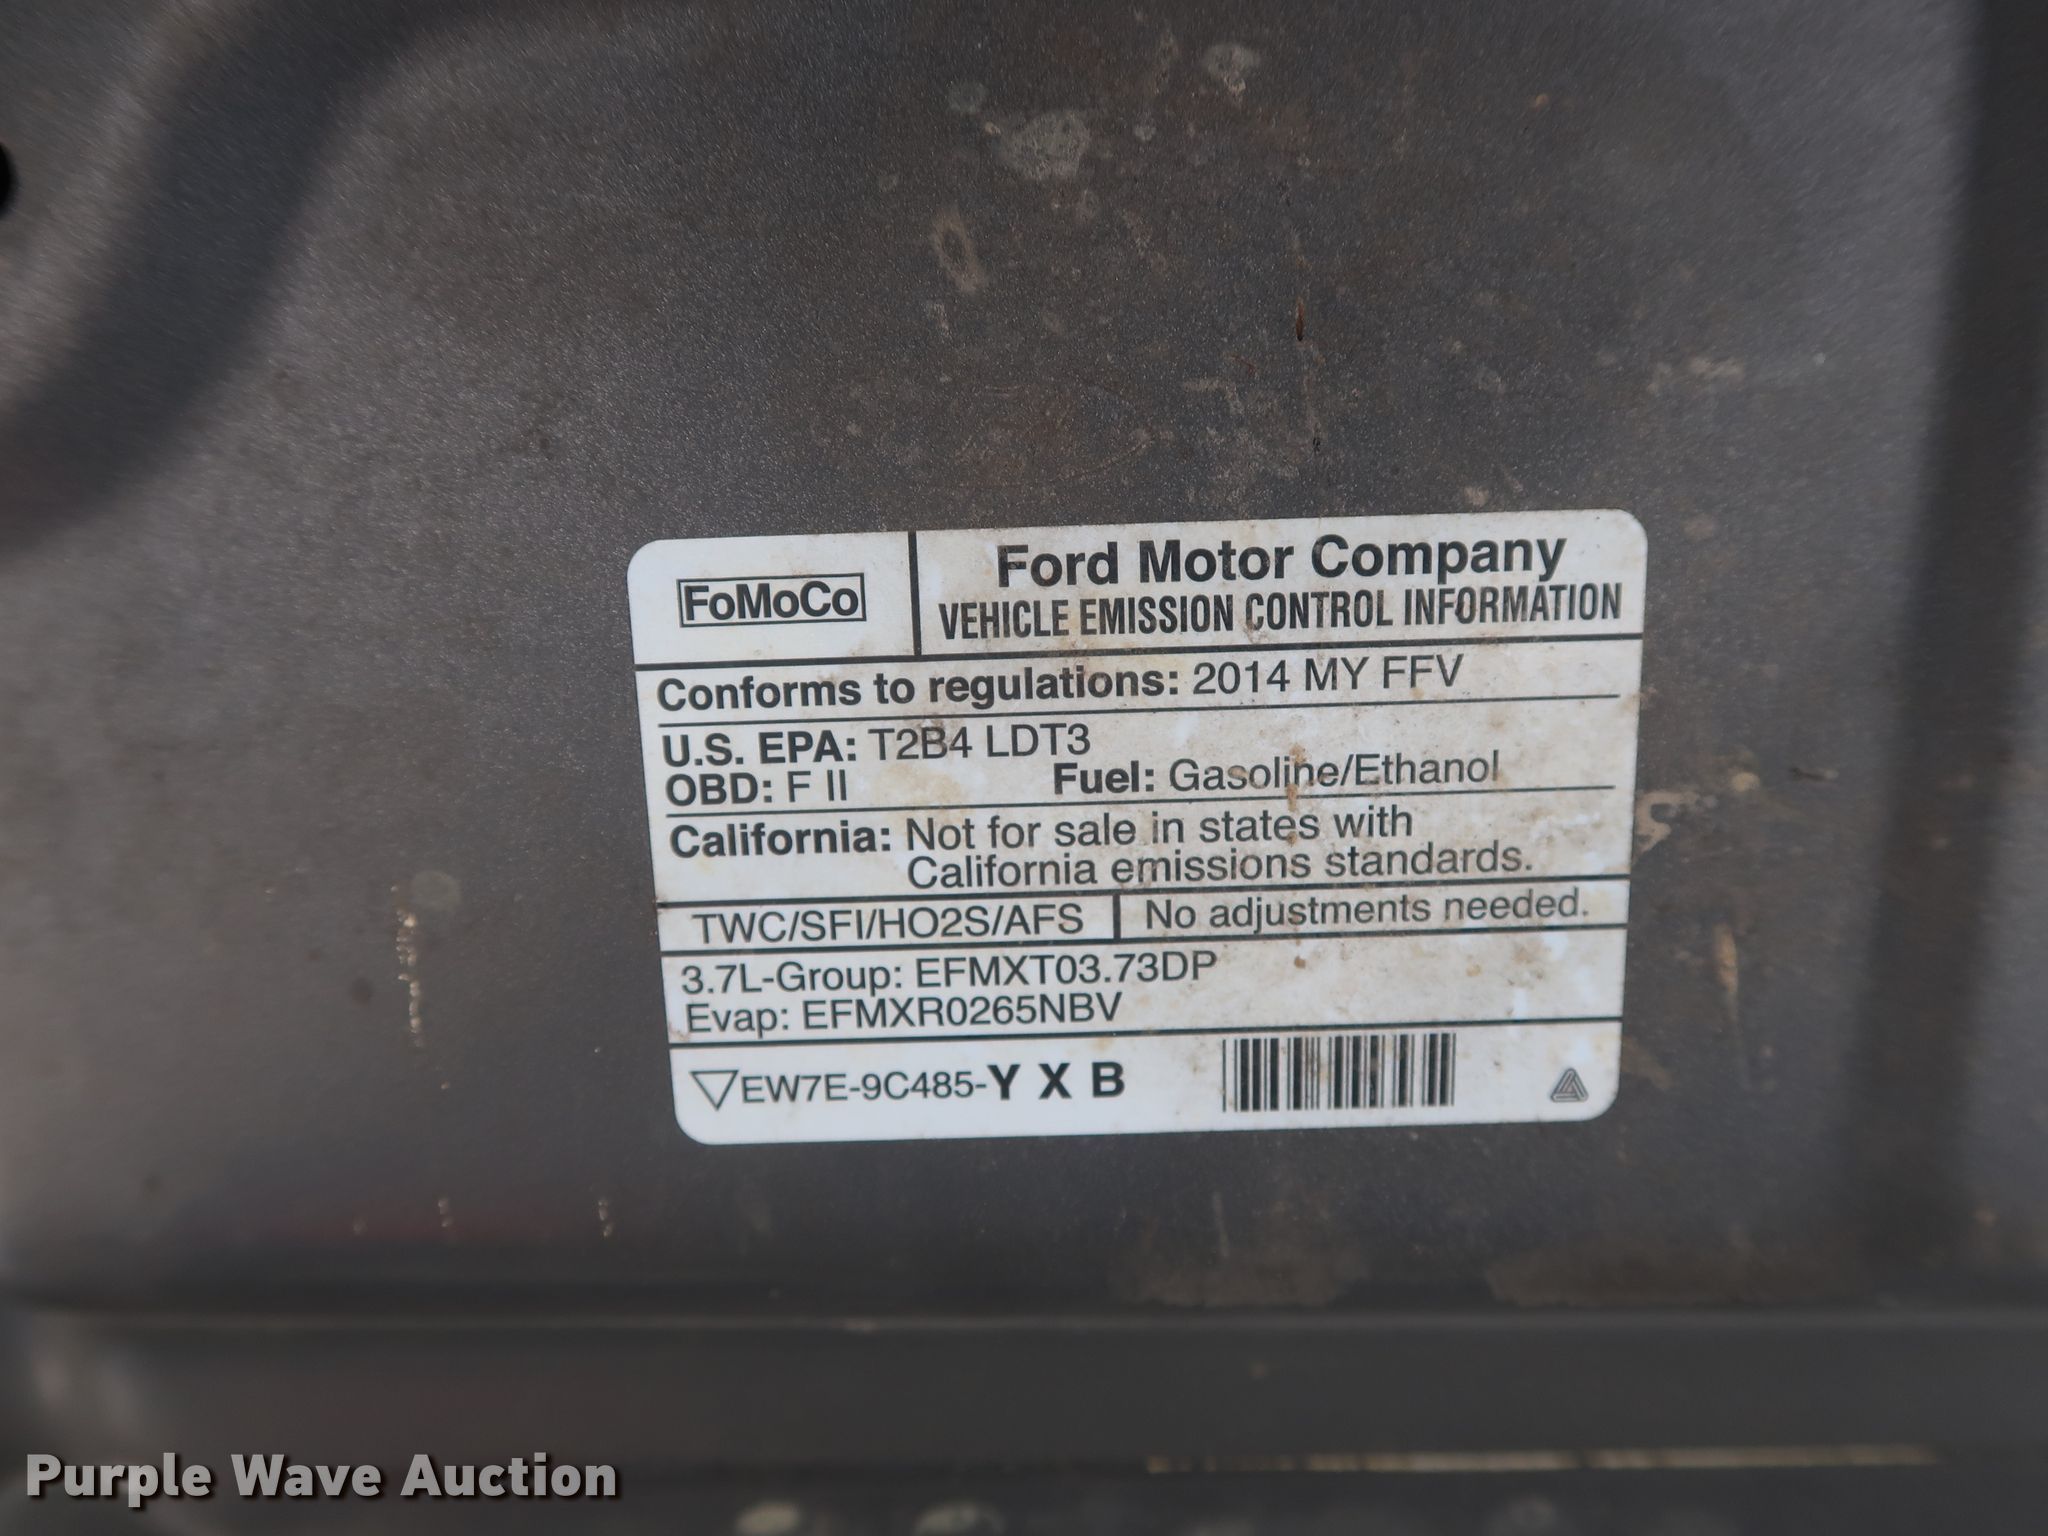 FoMoCo
Ford Motor Company
VEHICLE EMISSION CONTROL INFORMATION
Conforms to regulations: 2014 MY FFV
U.S. EPA: T2B4 LDT3
OBD: F II Fuel: Gasoline/Ethanol
California: Not for sale in states with
California emissions standards.
TWC/SFI/HO2S/AFS No adjustments needed.
3.7L-Group: EFMXT03.73DP
Evap: EFMXR0265NBV
EW7E-9C485-Y X B
Purple Wave Auction